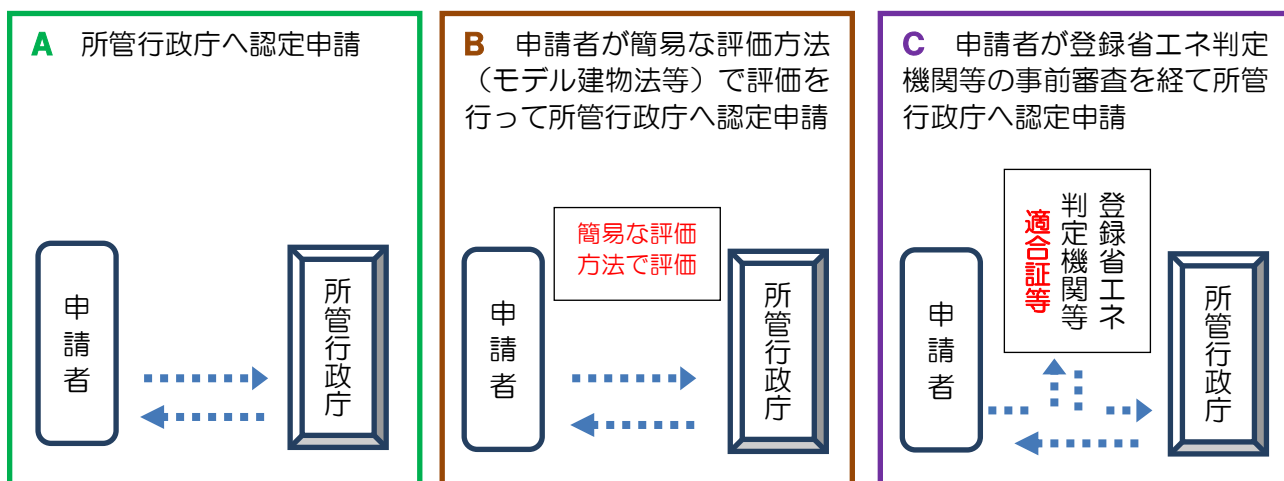 A 所管行政庁へ認定申請
申請者
所管行政庁
B 申請者が簡易な評価方法
(モデル建物法等)で評価を
行って所管行政庁へ認定申請
簡易な評価
方法で評価
申請者
所管行政庁
C 申請者が登録省エネ判定
機関等の事前審査を経て所管
行政庁へ認定申請
登録省エネ
判定機関等
適合証等
申請者
所管行政庁